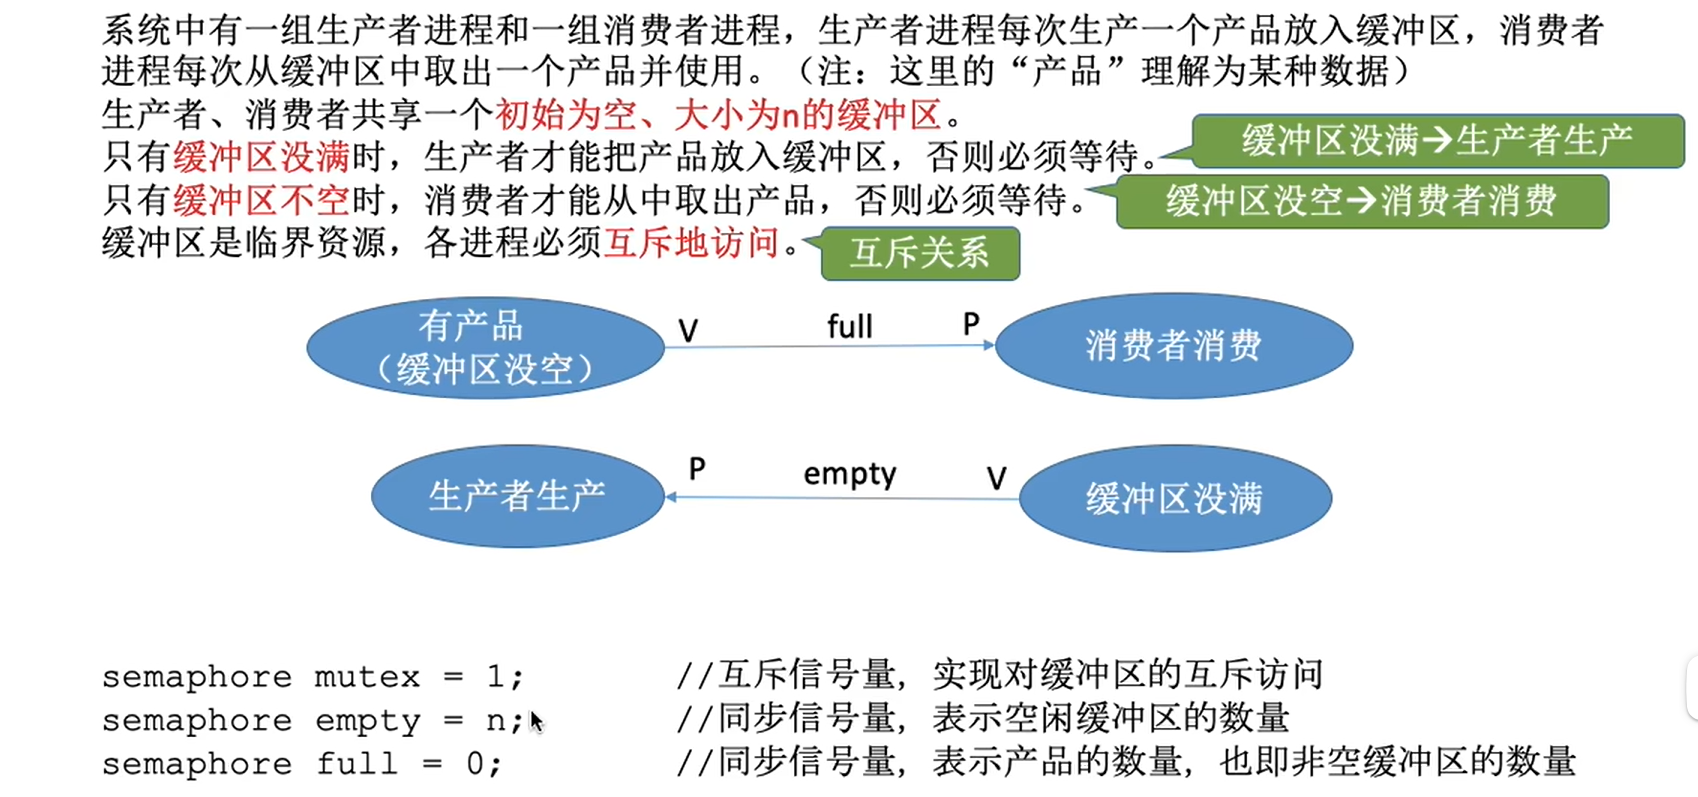 系统中有一组生产者进程和一组消费者进程，生产者进程每次生产一个产品放入缓冲区，消费者
进程每次从缓冲区中取出一个产品并使用。（注：这里的“产品”理解为某种数据）
生产者、消费者共享一个初始为空、大小为n的缓冲区。
只有缓冲区没满时，生产者才能把产品放入缓冲区，否则必须等待。
缓冲区没满→生产者生产
只有缓冲区不空时，消费者才能从中取出产品，否则必须等待。
缓冲区没空→消费者消费
缓冲区是临界资源，各进程必须互斥地访问。
互斥关系
有产品
（缓冲区没空）
V full P
消费者消费
生产者生产
P empty V
缓冲区没满
semaphore mutex = 1; //互斥信号量，实现对缓冲区的互斥访问
semaphore empty = n; //同步信号量，表示空闲缓冲区的数量
semaphore full = 0; //同步信号量，表示产品的数量，也即非空缓冲区的数量